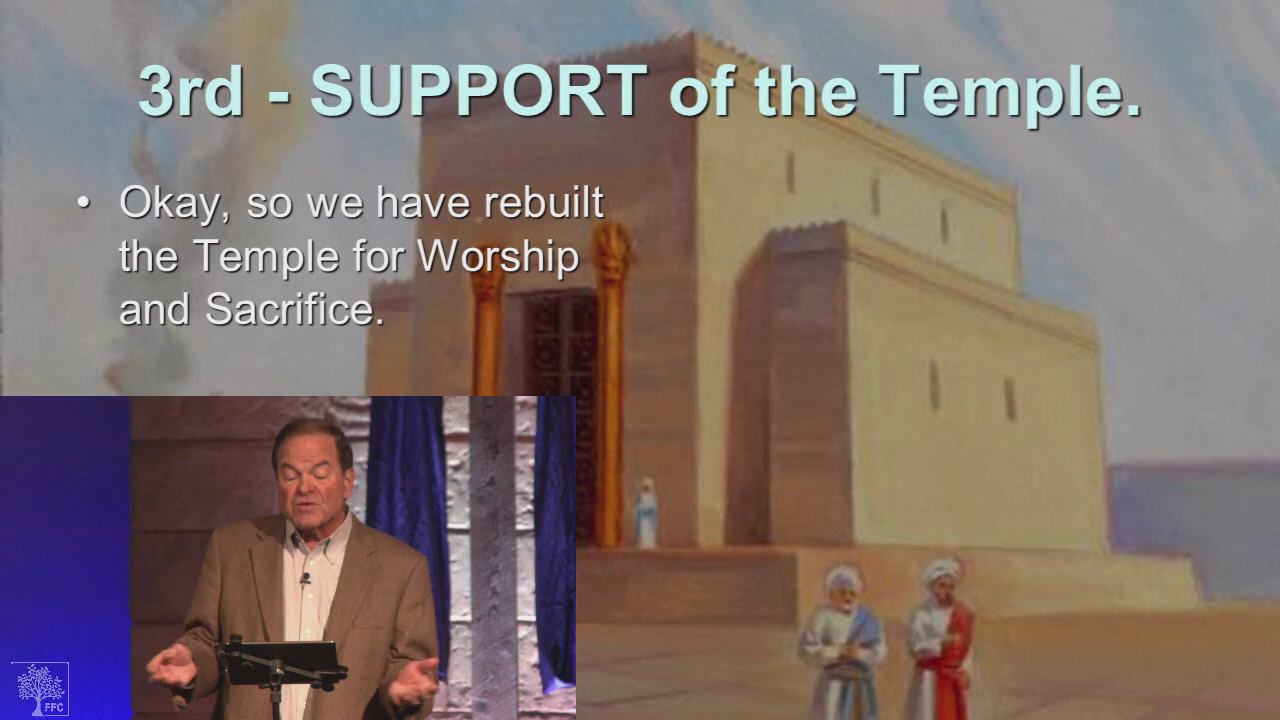 3rd - SUPPORT of the Temple.
• Okay, so we have rebuilt
the Temple for Worship
and Sacrifice.
FFC